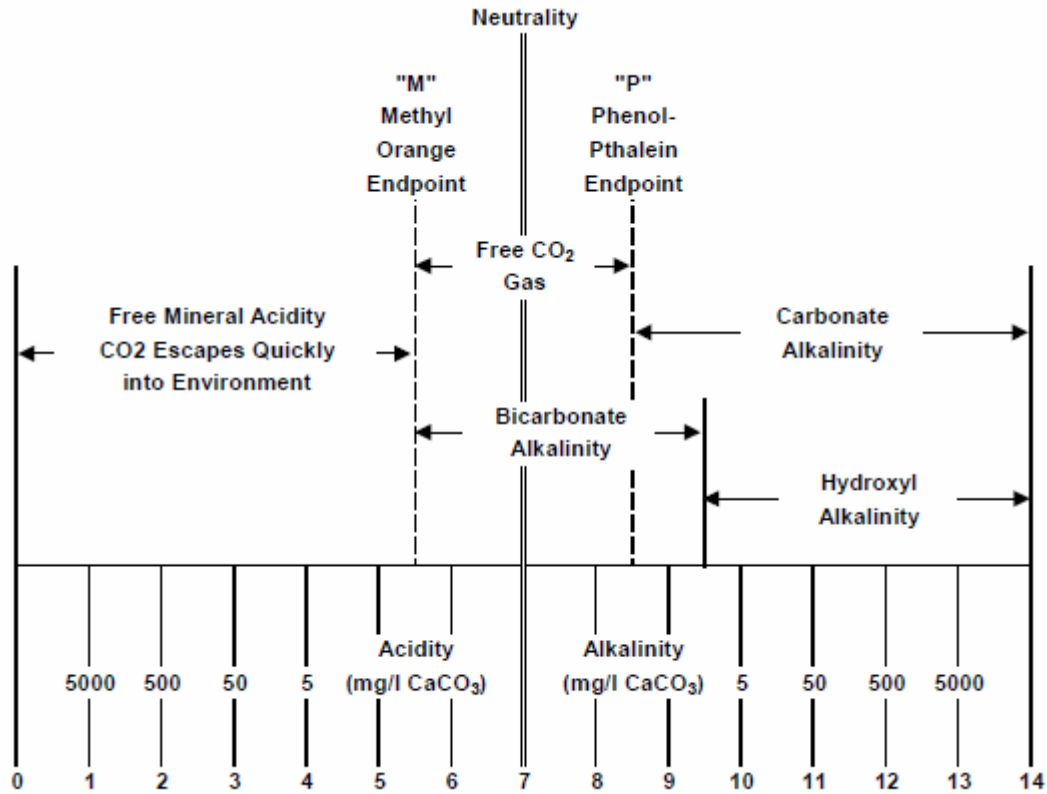 Neutrality
"M"
Methyl
Orange
Endpoint
"P"
Phenol-
Pthalein
Endpoint
Free CO₂
Gas
Free Mineral Acidity
CO2 Escapes Quickly
into Environment
Carbonate
Alkalinity
Bicarbonate
Alkalinity
Hydroxyl
Alkalinity
Acidity
(mg/l CaCO₃)
Alkalinity
(mg/l CaCO₃)
5000 500 50 5
5 50 500 5000
0 1 2 3 4 5 6 7 8 9 10 11 12 13 14